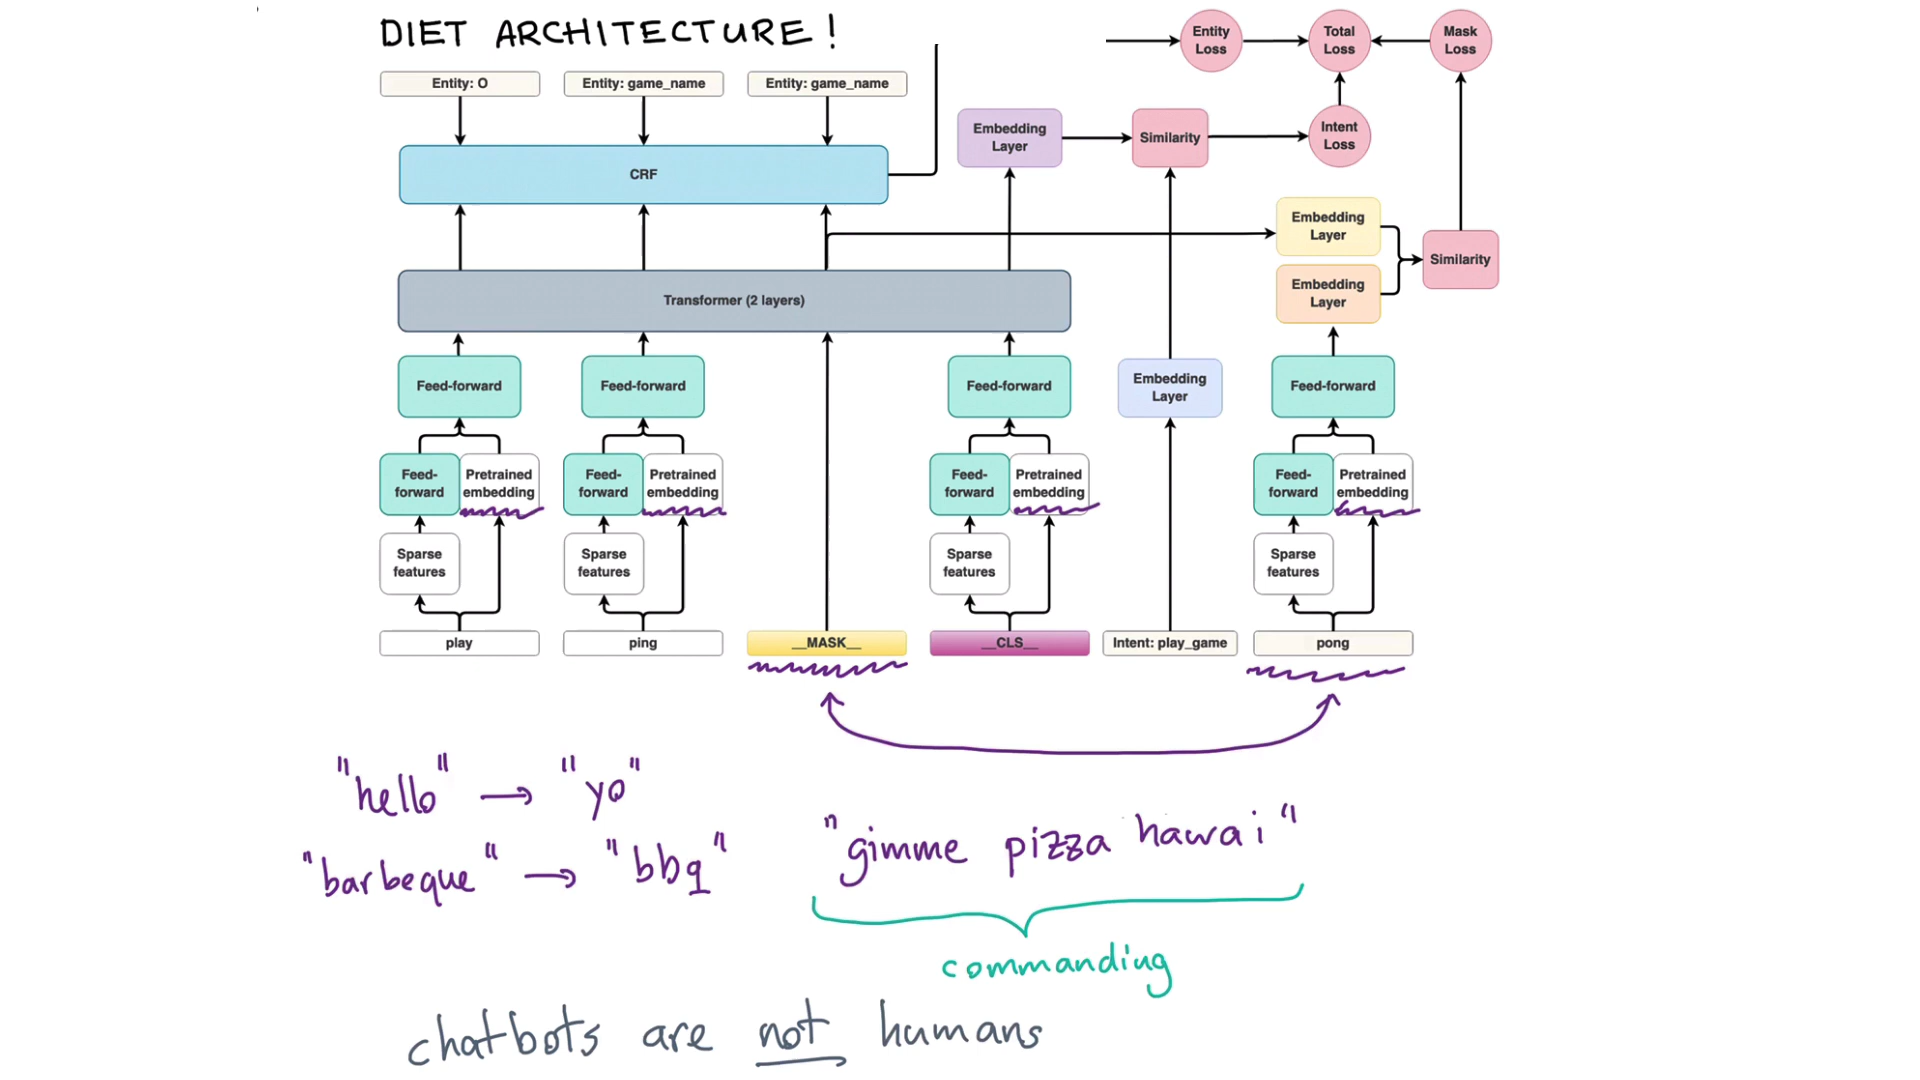 DIET ARCHITECTURE!
Entity Loss
Total Loss
Mask Loss
Entity: O
Entity: game_name
Entity: game_name
Embedding Layer
Similarity
Intent Loss
CRF
Embedding Layer
Similarity
Embedding Layer
Transformer (2 layers)
Feed-forward
Feed-forward
Feed-forward
Embedding Layer
Feed-forward
Feed-forward
Pretrained embedding
Feed-forward
Pretrained embedding
Feed-forward
Pretrained embedding
Feed-forward
Pretrained embedding
Sparse features
Sparse features
Sparse features
Sparse features
play
ping
__MASK__
__CLS__
Intent: play_game
pong
"hello" → "yo"
"barbeque" → "bbq"
"gimme pizza hawai"
commanding
chatbots are not humans